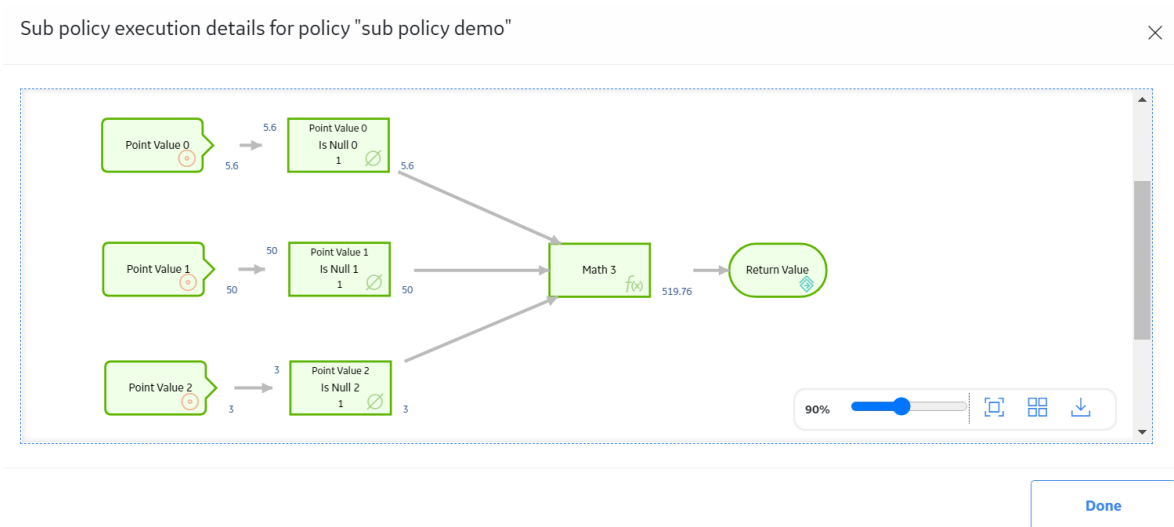 Sub policy execution details for policy "sub policy demo"
Point Value 0
5.6
5.6
Point Value 0
Is Null 0
1
5.6
Point Value 1
50
50
Point Value 1
Is Null 1
1
50
Math 3
f(x)
519.76
Return Value
Point Value 2
3
3
Point Value 2
Is Null 2
1
3
90%
Done